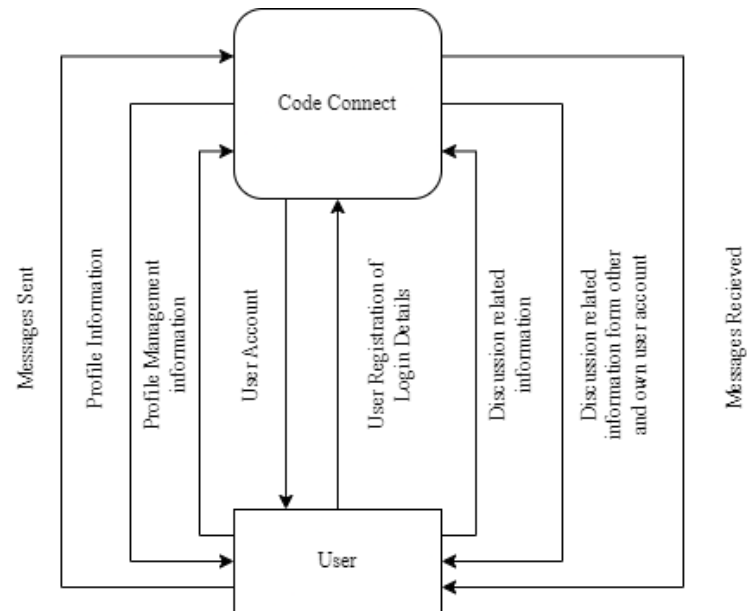 Code Connect
Messages Sent
Profile Information
Profile Management
information
User Account
User Registration of
Login Details
Discussion related
information
Discussion related
information form other
and own user account
Messages Recieved
User